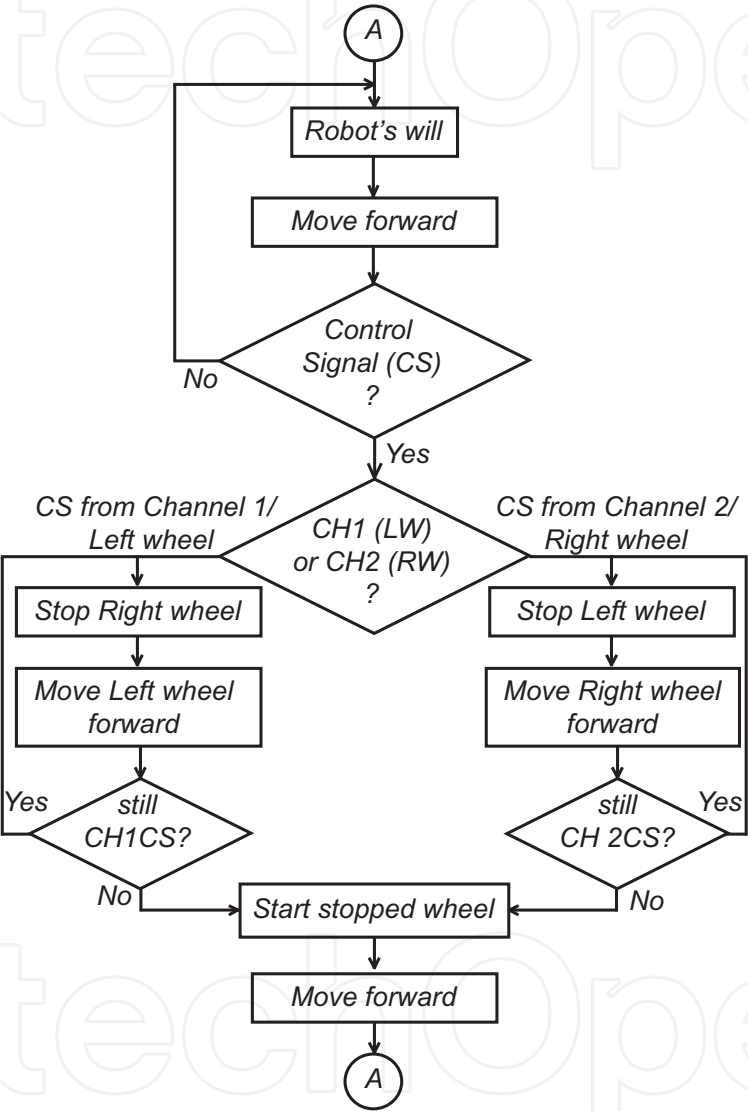 A
Robot's will
Move forward
Control
Signal (CS)
?
No
Yes
CS from Channel 1/
Left wheel
CH1 (LW)
or CH2 (RW)
?
CS from Channel 2/
Right wheel
Stop Right wheel
Stop Left wheel
Move Left wheel
forward
Move Right wheel
forward
Yes
still
CH1CS?
still
CH 2CS?
Yes
No
Start stopped wheel
No
Move forward
A
techOpe
techOpe